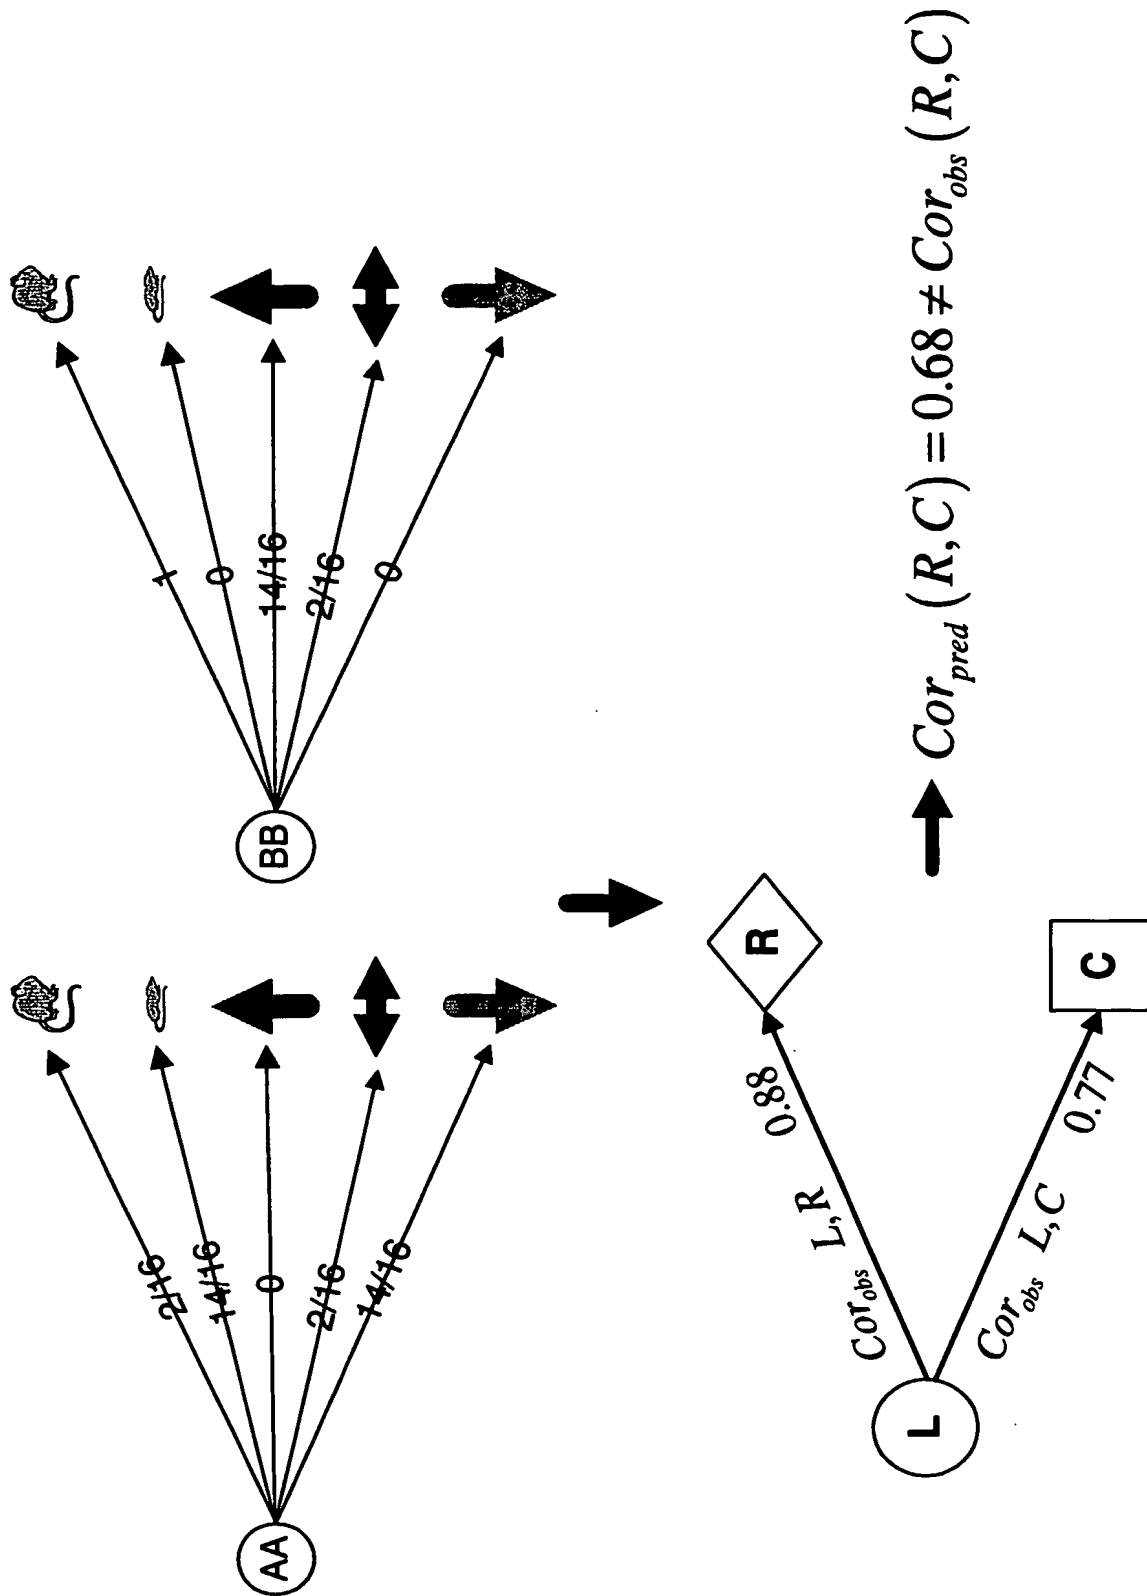 AA
2/16
14/16
0
2/16
14/16
BB
1
0
14/16
2/16
0
L
Cor_obs L,R 0.88
R
Cor_obs L,C 0.77
C
Cor_pred (R,C) = 0.68 ≠ Cor_obs (R,C)